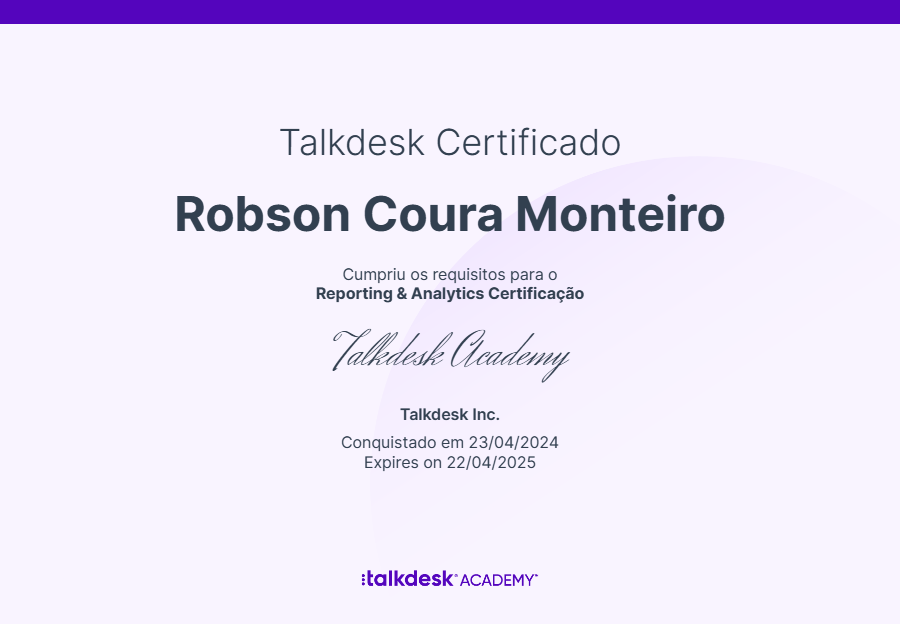 Talkdesk Certificado
Robson Coura Monteiro
Cumpriu os requisitos para o
Reporting & Analytics Certificação
Talkdesk Academy
Talkdesk Inc.
Conquistado em 23/04/2024
Expires on 22/04/2025
:talkdesk® ACADEMY™